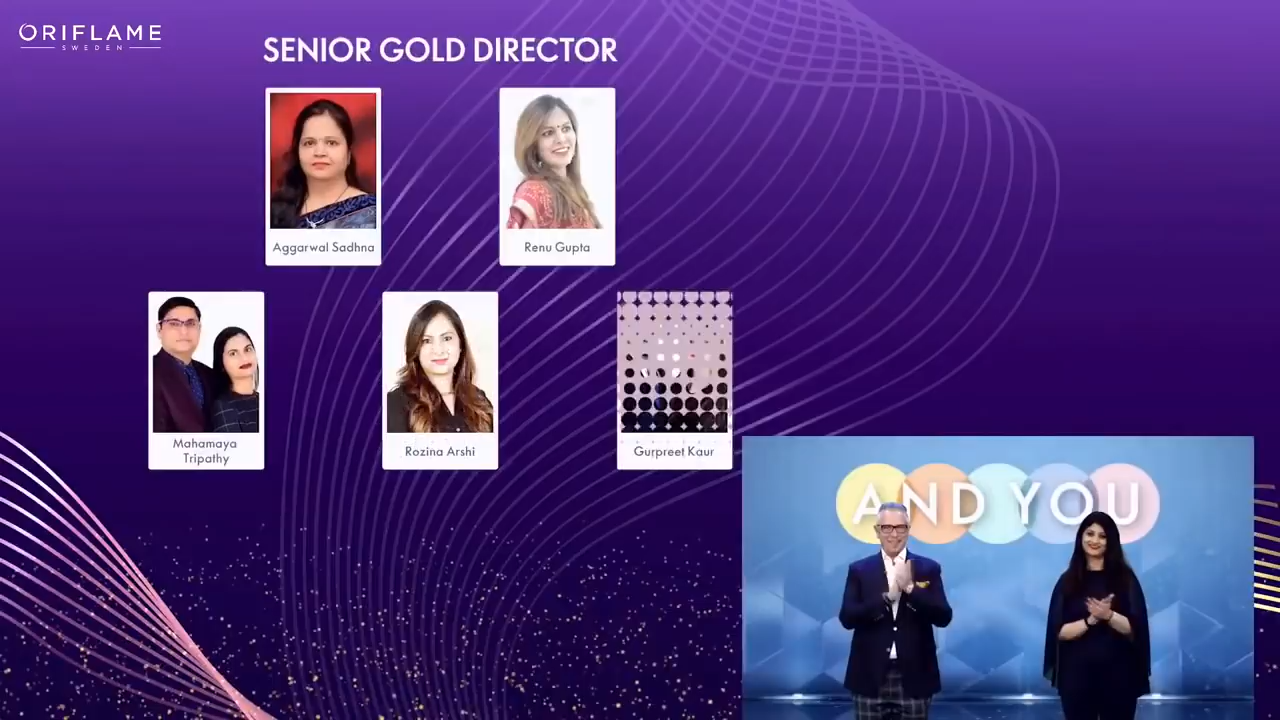 ORIFLAME
SWEDEN
SENIOR GOLD DIRECTOR
Aggarwal Sadhna
Renu Gupta
Mahamaya
Tripathy
Rozina Arshi
Gurpreet Kaur
AND YOU